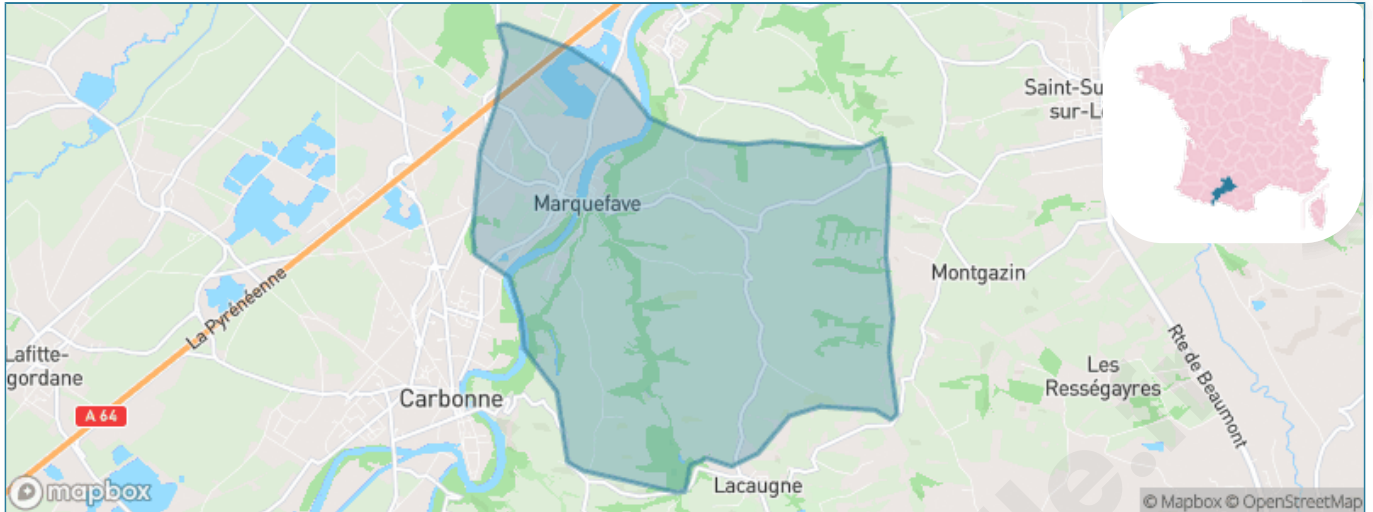 Saint-Su
sur-L
Marquefave
Montgazin
La Pyrénéenne
Lafitte-
gordane
A 64
Carbonne
Les
Rességayres
Rte de Beaumont
Lacaugne
mapbox
© Mapbox © OpenStreetMap